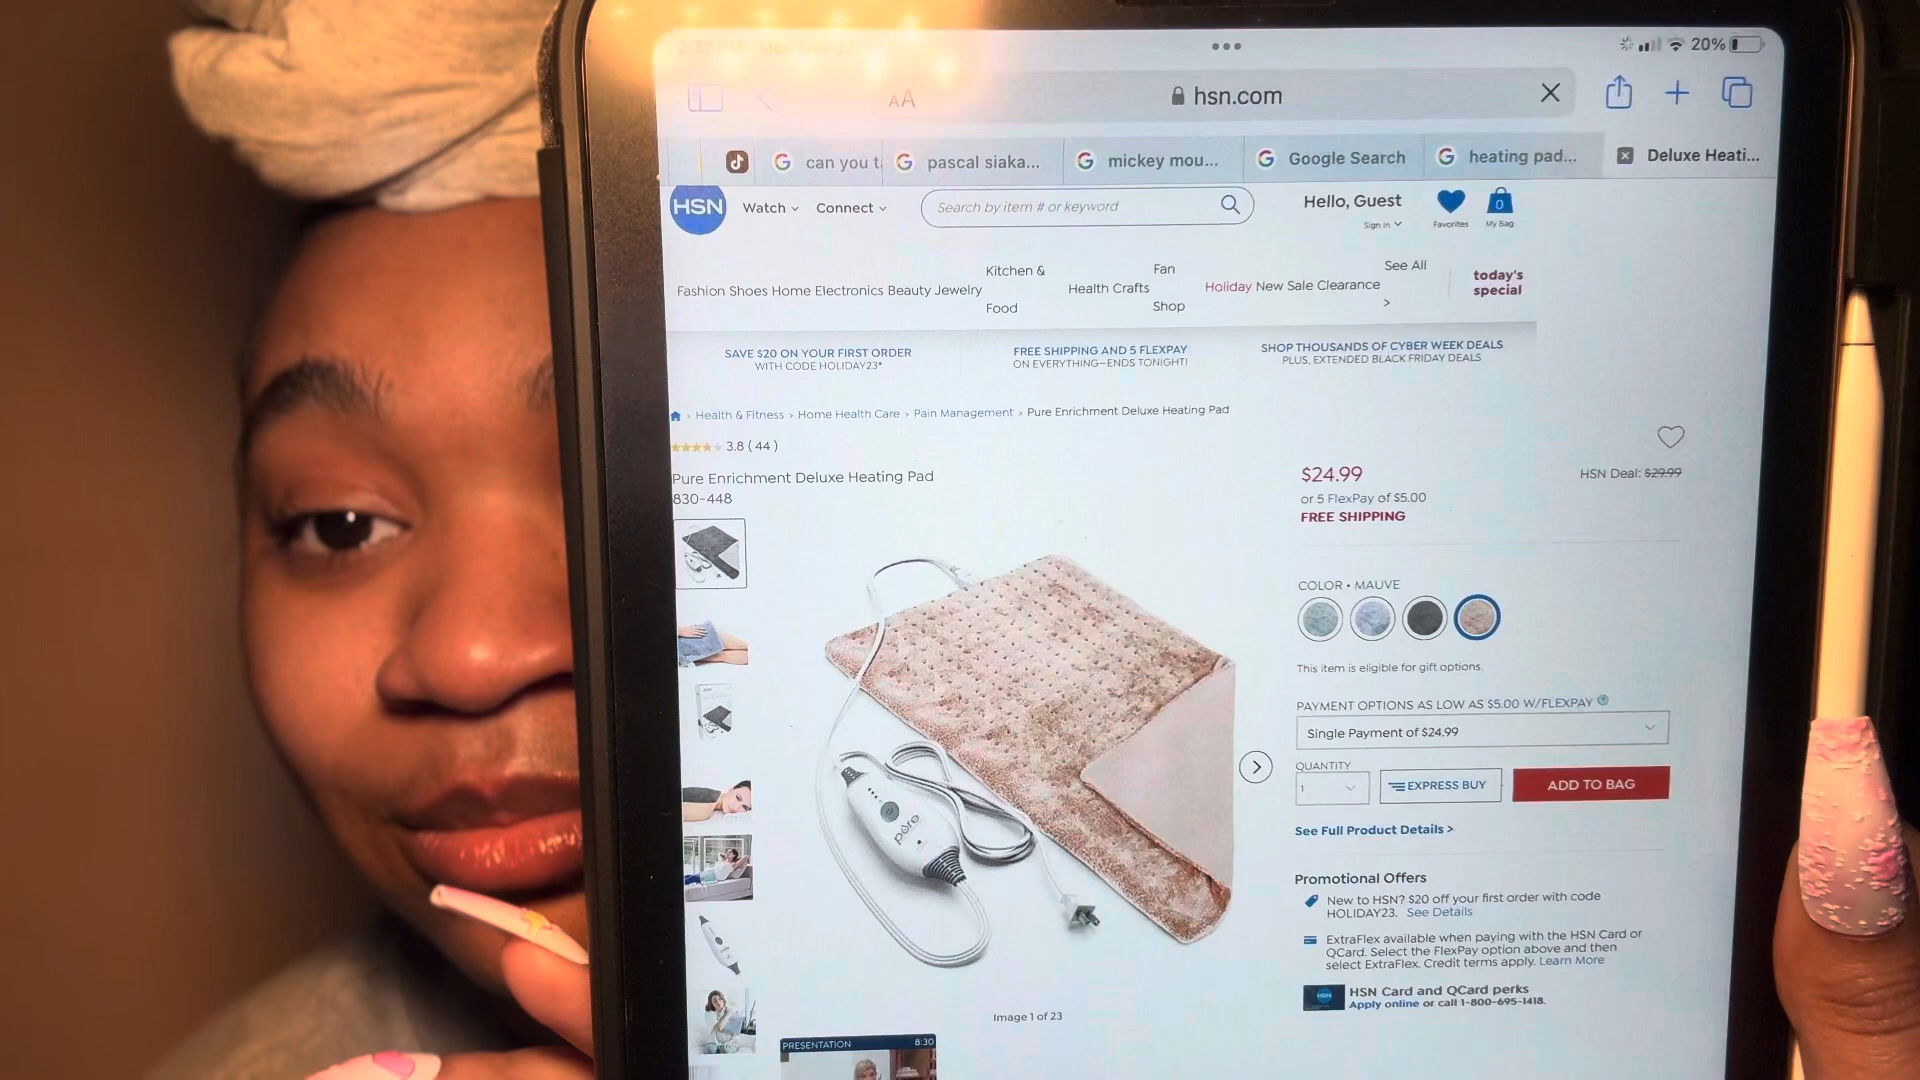 2:37 PM Mon Nov 27
20%
AA
hsn.com
can you t
pascal siaka...
mickey mou...
Google Search
heating pad...
Deluxe Heati...
HSN
Watch
Connect
Search by item # or keyword
Hello, Guest
Sign in
Favorites
0
My Bag
Fashion Shoes Home Electronics Beauty Jewelry
Kitchen &
Food
Health Crafts
Fan
Shop
Holiday New Sale Clearance
See All
>
today's
special
SAVE $20 ON YOUR FIRST ORDER
WITH CODE HOLIDAY23*
FREE SHIPPING AND 5 FLEXPAY
ON EVERYTHING—ENDS TONIGHT!
SHOP THOUSANDS OF CYBER WEEK DEALS
PLUS, EXTENDED BLACK FRIDAY DEALS
> Health & Fitness > Home Health Care > Pain Management > Pure Enrichment Deluxe Heating Pad
3.8 ( 44 )
Pure Enrichment Deluxe Heating Pad
830-448
$24.99
HSN Deal: $29.99
or 5 FlexPay of $5.00
FREE SHIPPING
COLOR • MAUVE
This item is eligible for gift options.
PAYMENT OPTIONS AS LOW AS $5.00 W/FLEXPAY
Single Payment of $24.99
QUANTITY
1
EXPRESS BUY
ADD TO BAG
See Full Product Details >
pure
Promotional Offers
New to HSN? $20 off your first order with code
HOLIDAY23. See Details
ExtraFlex available when paying with the HSN Card or
QCard. Select the FlexPay option above and then
select ExtraFlex. Credit terms apply. Learn More
HSN
HSN Card and QCard perks
Apply online or call 1-800-695-1418.
Image 1 of 23
PRESENTATION
8:30